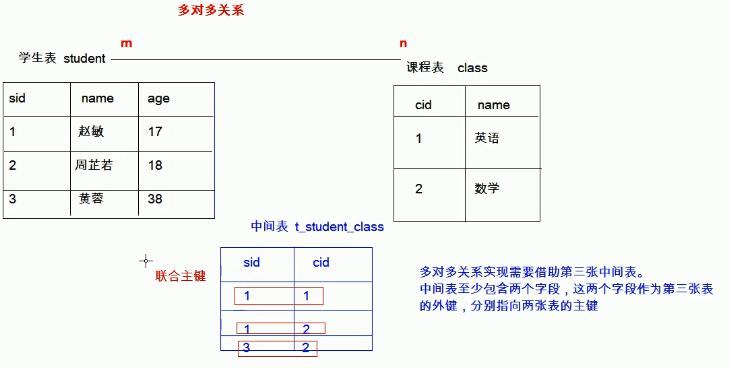 多对多关系
m
n
学生表 student
课程表 class
sid name age
1 赵敏 17
2 周芷若 18
3 黄蓉 38
cid name
1 英语
2 数学
中间表 t_student_class
联合主键
sid cid
1 1
1 2
3 2
多对多关系实现需要借助第三张中间表。
中间表至少包含两个字段，这两个字段作为第三张表
的外键，分别指向两张表的主键